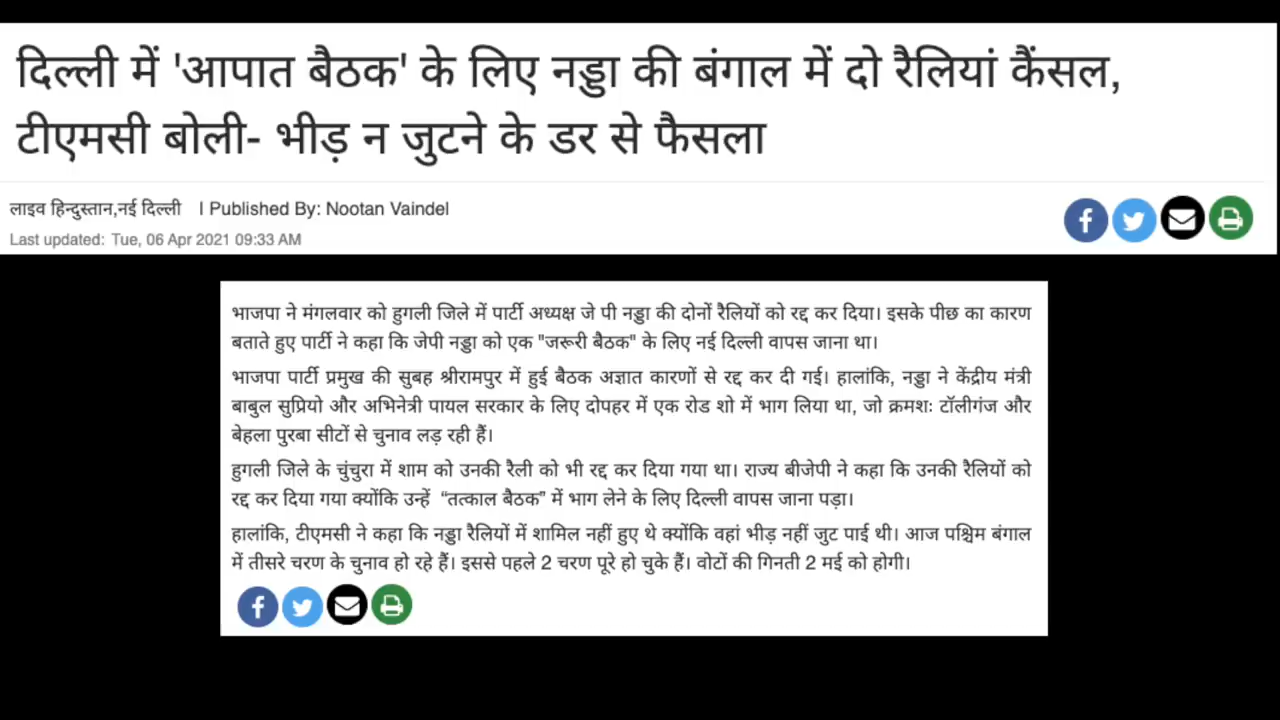 दिल्ली में 'आपात बैठक' के लिए नड्डा की बंगाल में दो रैलियां कैंसल,
टीएमसी बोली- भीड़ न जुटने के डर से फैसला
लाइव हिन्दुस्तान,नई दिल्ली | Published By: Nootan Vaindel
Last updated: Tue, 06 Apr 2021 09:33 AM
भाजपा ने मंगलवार को हुगली जिले में पार्टी अध्यक्ष जे पी नड्डा की दोनों रैलियों को रद्द कर दिया। इसके पीछ का कारण
बताते हुए पार्टी ने कहा कि जेपी नड्डा को एक "जरूरी बैठक" के लिए नई दिल्ली वापस जाना था।
भाजपा पार्टी प्रमुख की सुबह श्रीरामपुर में हुई बैठक अज्ञात कारणों से रद्द कर दी गई। हालांकि, नड्डा ने केंद्रीय मंत्री
बाबुल सुप्रियो और अभिनेत्री पायल सरकार के लिए दोपहर में एक रोड शो में भाग लिया था, जो क्रमशः टॉलीगंज और
बेहला पुरबा सीटों से चुनाव लड़ रही हैं।
हुगली जिले के चुंचुरा में शाम को उनकी रैली को भी रद्द कर दिया गया था। राज्य बीजेपी ने कहा कि उनकी रैलियों को
रद्द कर दिया गया क्योंकि उन्हें “तत्काल बैठक” में भाग लेने के लिए दिल्ली वापस जाना पड़ा।
हालांकि, टीएमसी ने कहा कि नड्डा रैलियों में शामिल नहीं हुए थे क्योंकि वहां भीड़ नहीं जुट पाई थी। आज पश्चिम बंगाल
में तीसरे चरण के चुनाव हो रहे हैं। इससे पहले 2 चरण पूरे हो चुके हैं। वोटों की गिनती 2 मई को होगी।